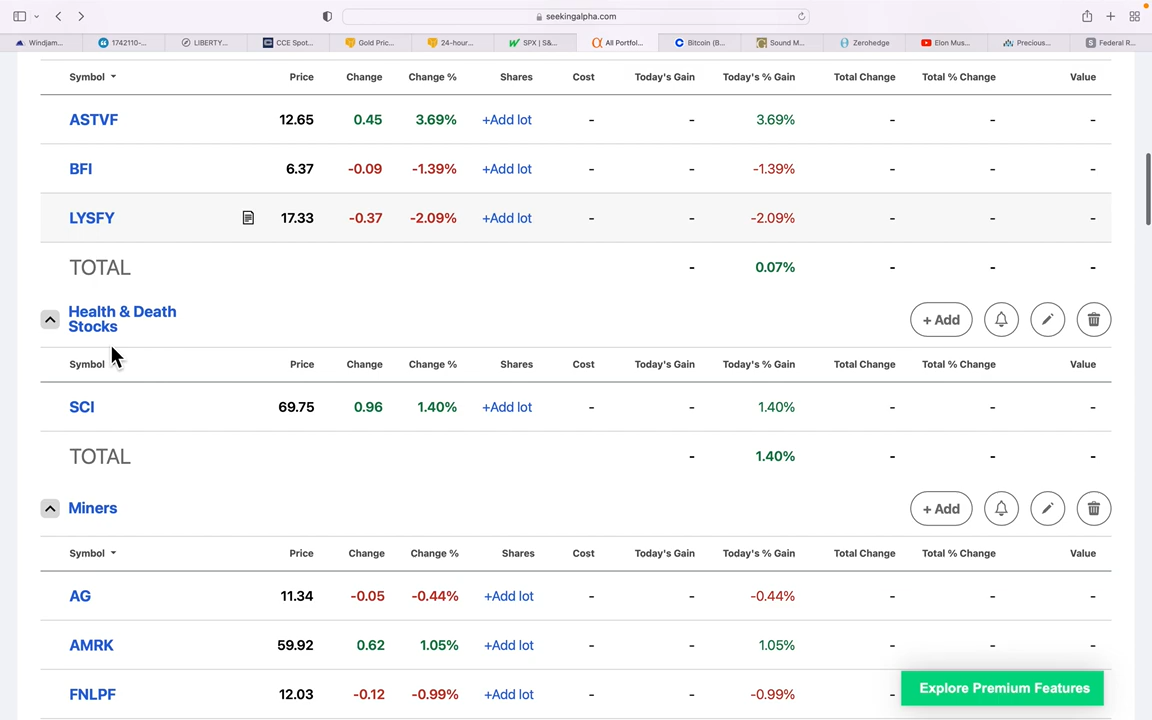 seekingalpha.com
Windjam... 1742110-... LIBERTY... CCE Spot... Gold Pric... 24-hour... SPX | S&... All Portfol... Bitcoin (B... Sound M... Zerohedge Elon Mus... Precious... Federal R...
Symbol Price Change Change % Shares Cost Today's Gain Today's % Gain Total Change Total % Change Value
ASTVF 12.65 0.45 3.69% +Add lot - - 3.69% - - -
BFI 6.37 -0.09 -1.39% +Add lot - - -1.39% - - -
LYSFY 17.33 -0.37 -2.09% +Add lot - - -2.09% - - -
TOTAL - 0.07% - - -
Health & Death
Stocks
+ Add
Symbol Price Change Change % Shares Cost Today's Gain Today's % Gain Total Change Total % Change Value
SCI 69.75 0.96 1.40% +Add lot - - 1.40% - - -
TOTAL - 1.40% - - -
Miners + Add
Symbol Price Change Change % Shares Cost Today's Gain Today's % Gain Total Change Total % Change Value
AG 11.34 -0.05 -0.44% +Add lot - - -0.44% - - -
AMRK 59.92 0.62 1.05% +Add lot - - 1.05% - - -
FNLPF 12.03 -0.12 -0.99% +Add lot - - -0.99% - - -
Explore Premium Features